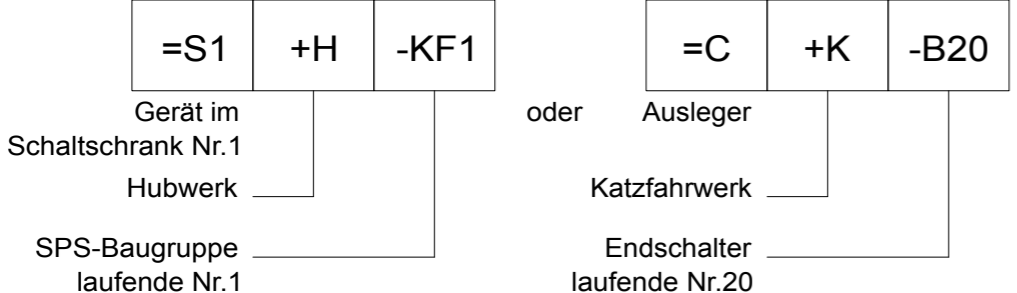 =S1 +H -KF1
Gerät im
Schaltschrank Nr.1
Hubwerk
SPS-Baugruppe
laufende Nr.1
oder
=C +K -B20
Ausleger
Katzfahrwerk
Endschalter
laufende Nr.20